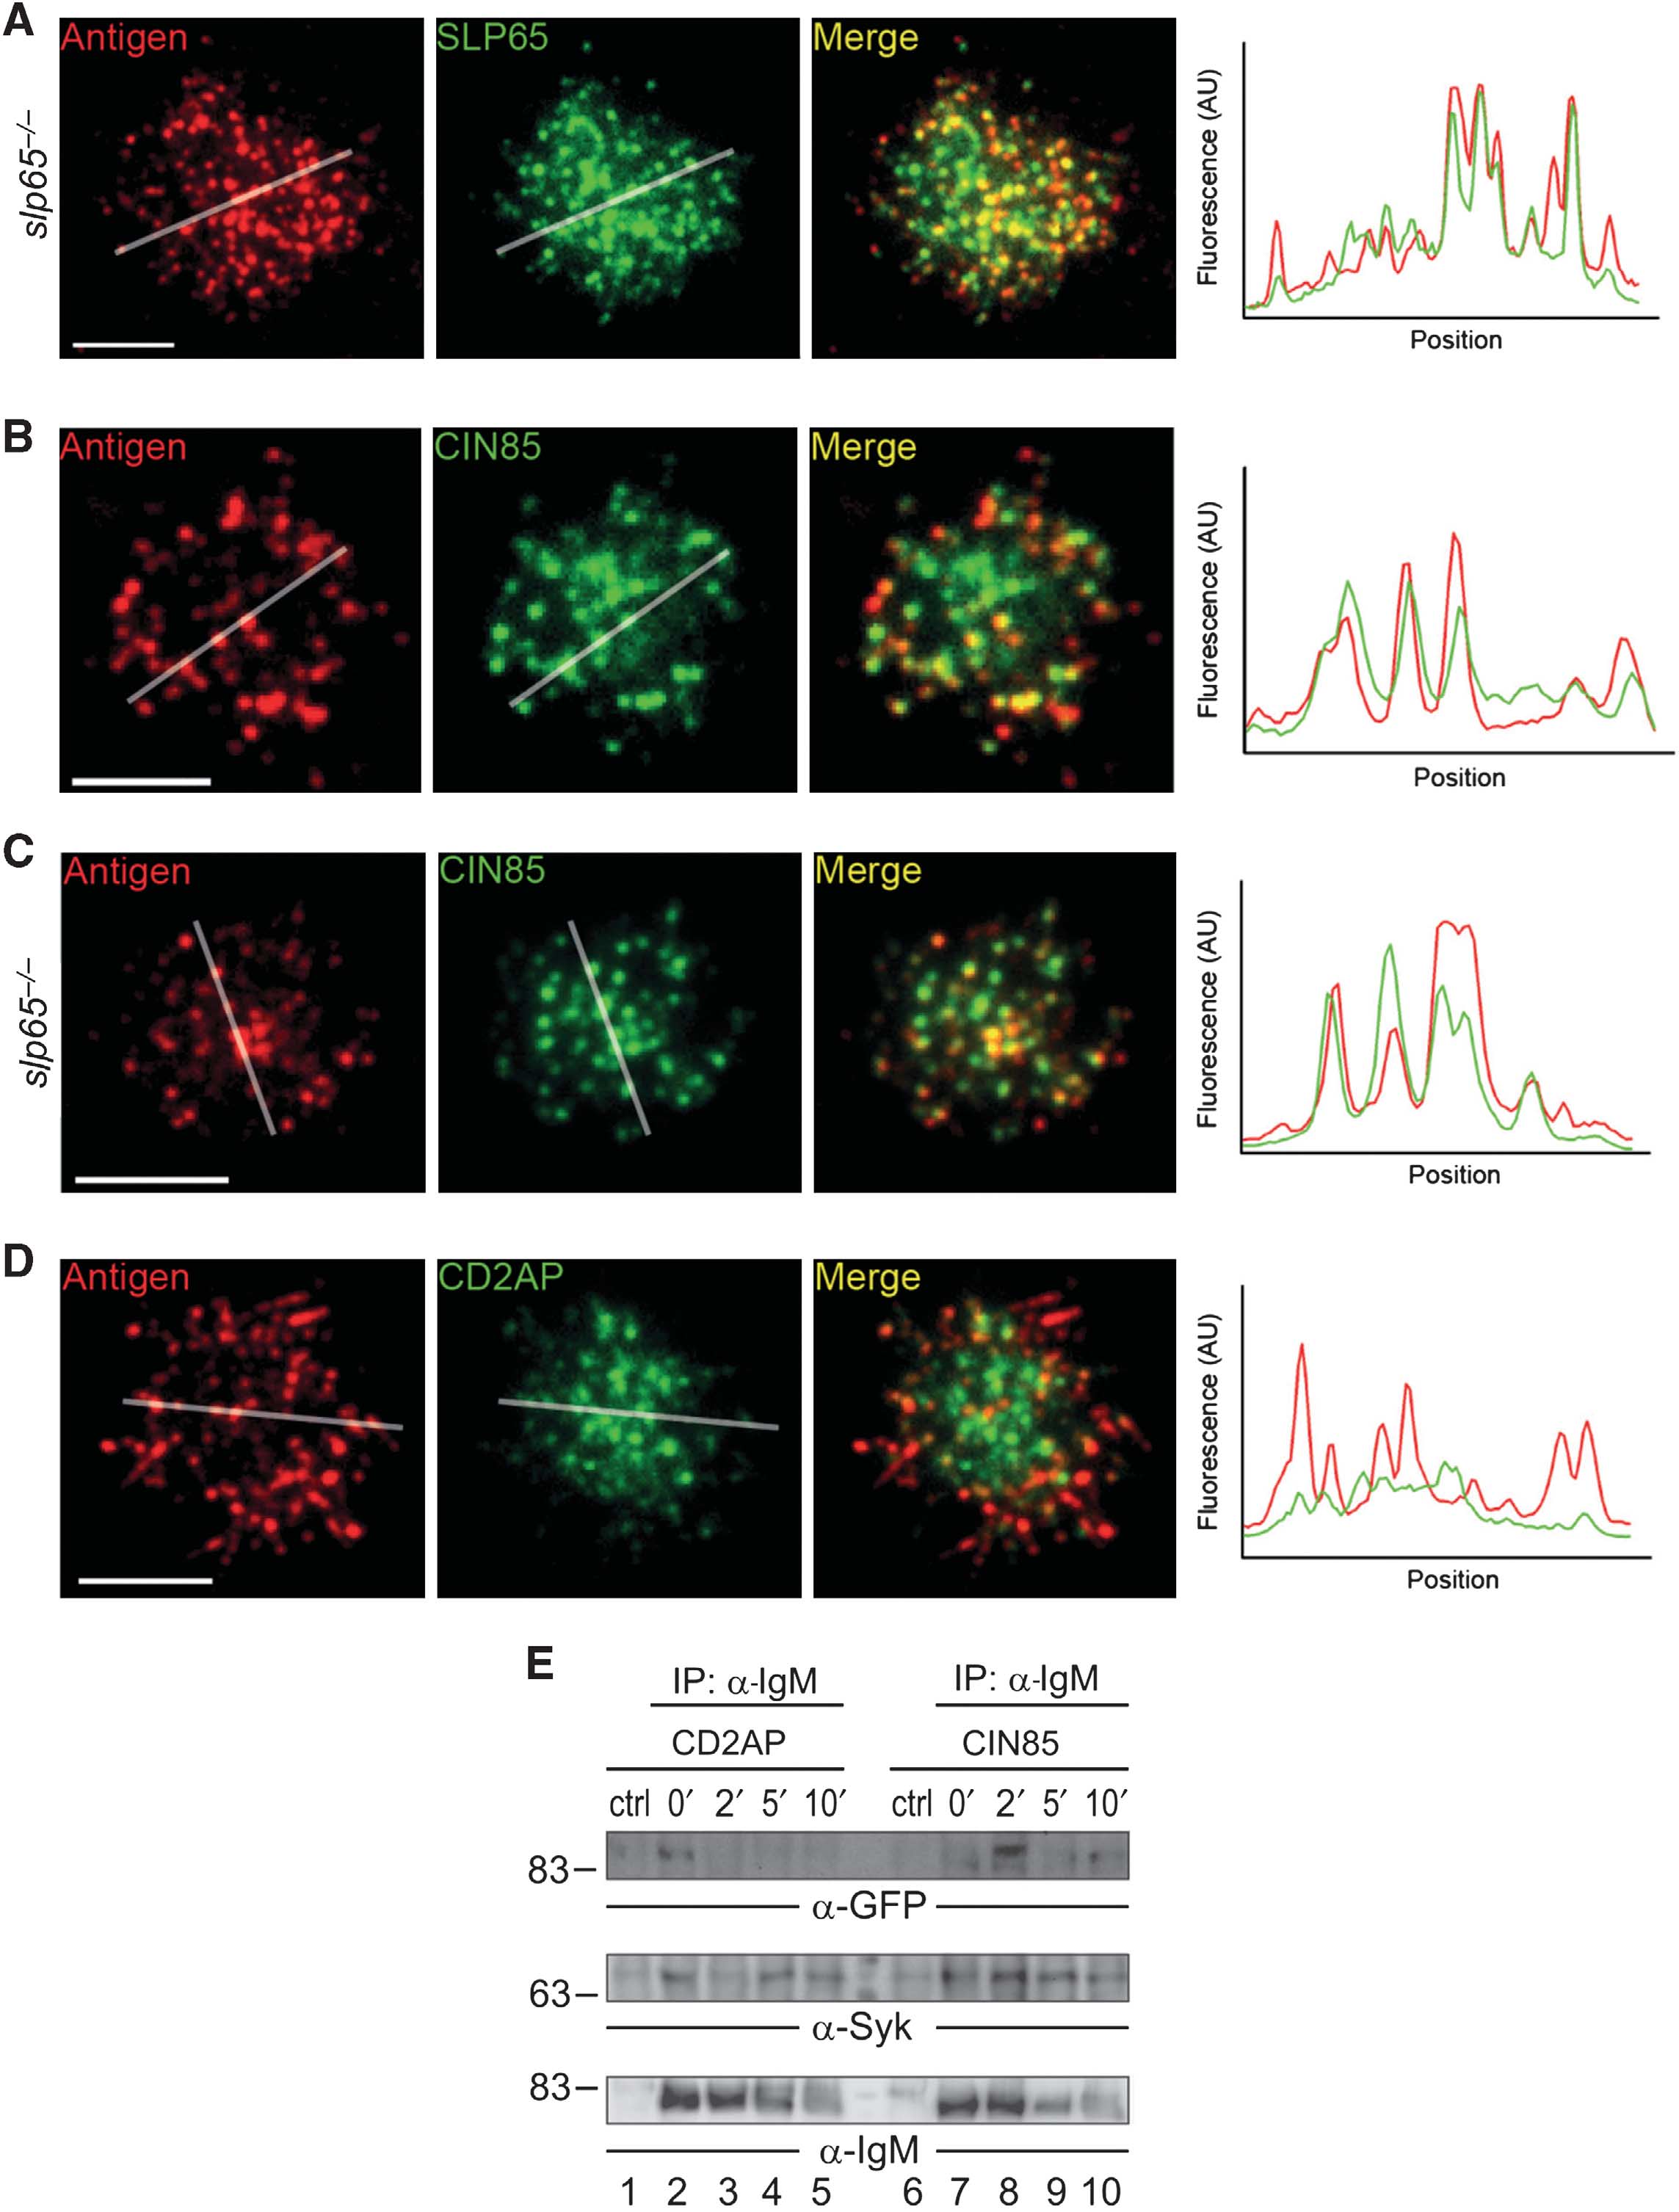 A
Antigen
SLP65
Merge
slp65–/–
Fluorescence (AU)
Position
B
Antigen
CIN85
Merge
Fluorescence (AU)
Position
C
Antigen
CIN85
Merge
slp65–/–
Fluorescence (AU)
Position
D
Antigen
CD2AP
Merge
Fluorescence (AU)
Position
E
IP: α-IgM IP: α-IgM
CD2AP CIN85
ctrl 0′ 2′ 5′ 10′ ctrl 0′ 2′ 5′ 10′
83–
α-GFP
63–
α-Syk
83–
α-IgM
1 2 3 4 5 6 7 8 9 10